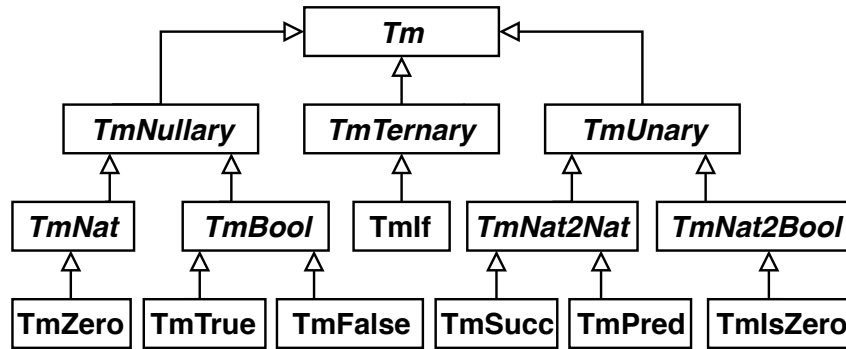 Tm
TmNullary TmTernary TmUnary
TmNat TmBool TmIf TmNat2Nat TmNat2Bool
TmZero TmTrue TmFalse TmSucc TmPred TmIsZero